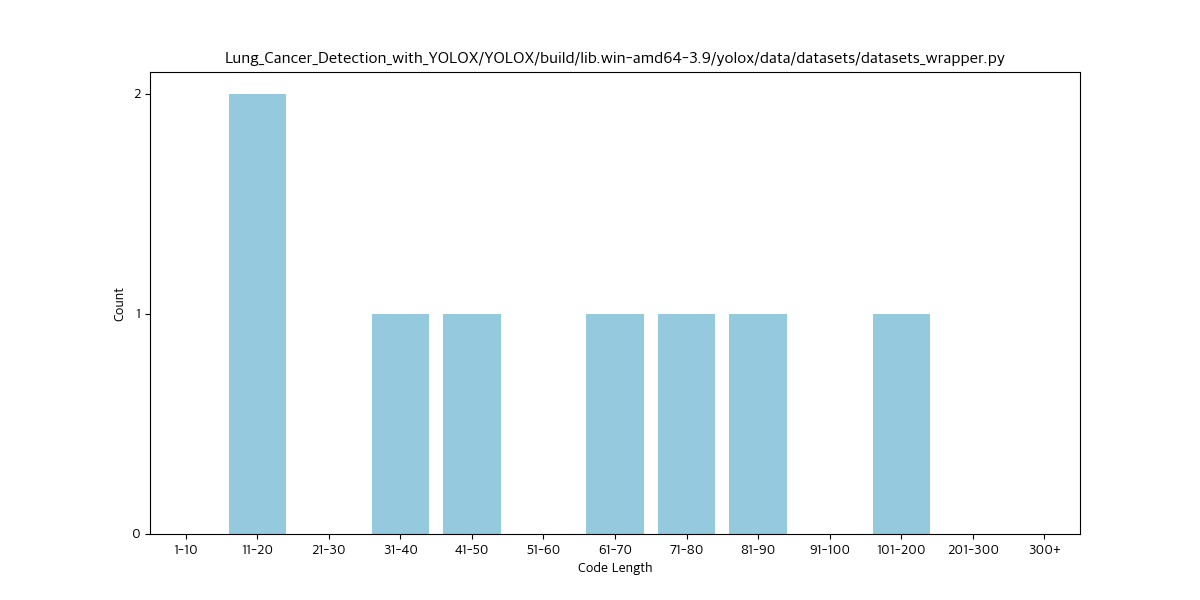 Lung_Cancer_Detection_with_YOLOX/YOLOX/build/lib.win-amd64-3.9/yolox/data/datasets/datasets_wrapper.py
2
1
0
Count
1-10 11-20 21-30 31-40 41-50 51-60 61-70 71-80 81-90 91-100 101-200 201-300 300+
Code Length